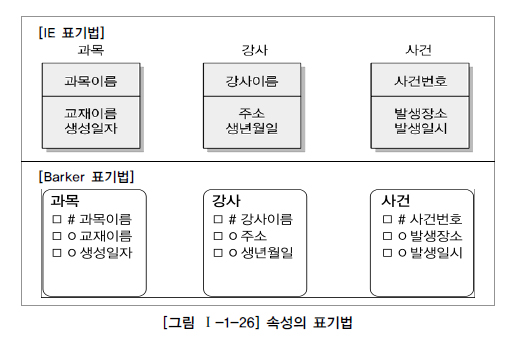 [IE 표기법]
과목 강사 사건
과목이름 강사이름 사건번호
교재이름 주소 발생장소
생성일자 생년월일 발생일시
[Barker 표기법]
과목 강사 사건
□ # 과목이름 □ # 강사이름 □ # 사건번호
□ o 교재이름 □ o 주소 □ o 발생장소
□ o 생성일자 □ o 생년월일 □ o 발생일시
[그림 Ⅰ-1-26] 속성의 표기법